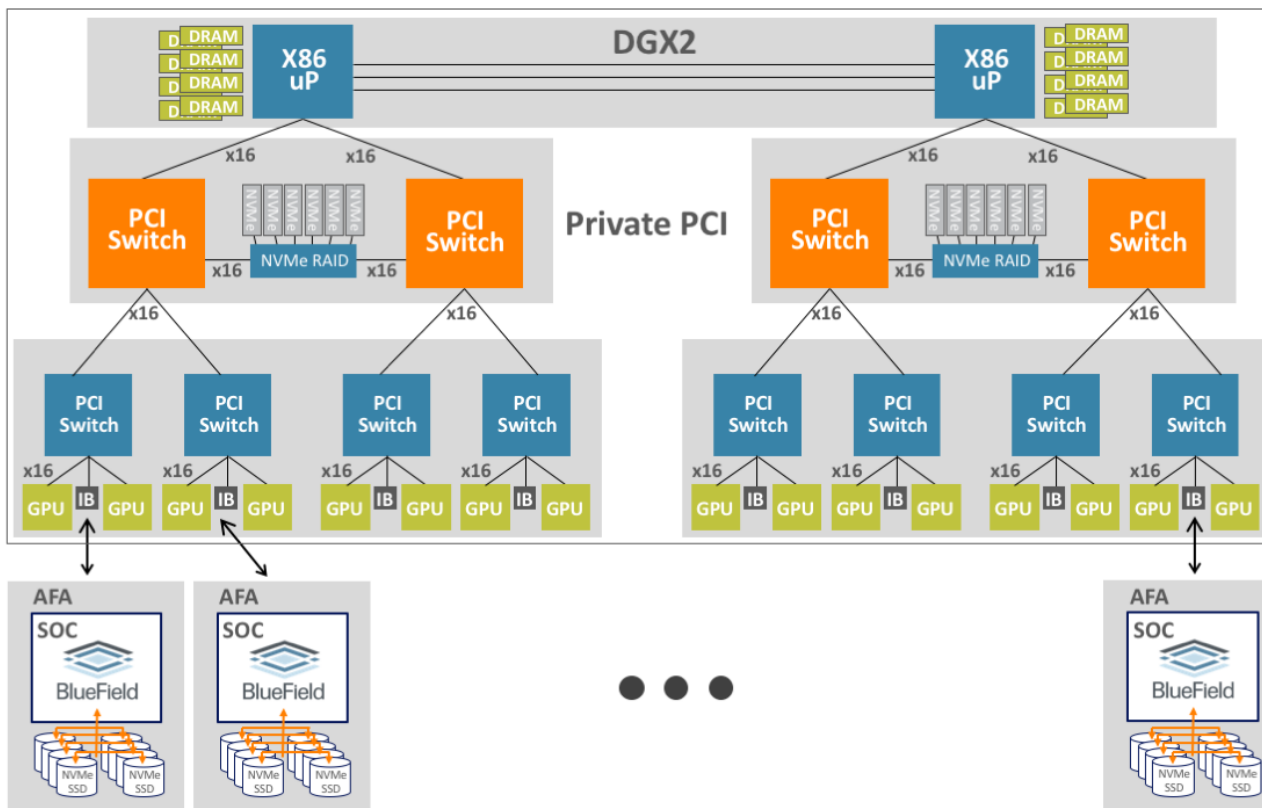 DGX2
DRAM
DRAM
DRAM
DRAM
X86
uP
X86
uP
DRAM
DRAM
DRAM
DRAM
x16
x16
x16
x16
PCI
Switch
NVMe
NVMe
NVMe
NVMe
NVMe
NVMe
NVMe RAID
x16
x16
PCI
Switch
Private PCI
PCI
Switch
NVMe
NVMe
NVMe
NVMe
NVMe
NVMe
NVMe RAID
x16
x16
PCI
Switch
x16
x16
x16
x16
PCI
Switch
PCI
Switch
PCI
Switch
PCI
Switch
PCI
Switch
PCI
Switch
PCI
Switch
PCI
Switch
x16
x16
x16
x16
x16
x16
x16
x16
GPU
IB
GPU
GPU
IB
GPU
GPU
IB
GPU
GPU
IB
GPU
GPU
IB
GPU
GPU
IB
GPU
GPU
IB
GPU
GPU
IB
GPU
AFA
SOC
BlueField
NVMe
SSD
NVMe
SSD
AFA
SOC
BlueField
NVMe
SSD
NVMe
SSD
AFA
SOC
BlueField
NVMe
SSD
NVMe
SSD